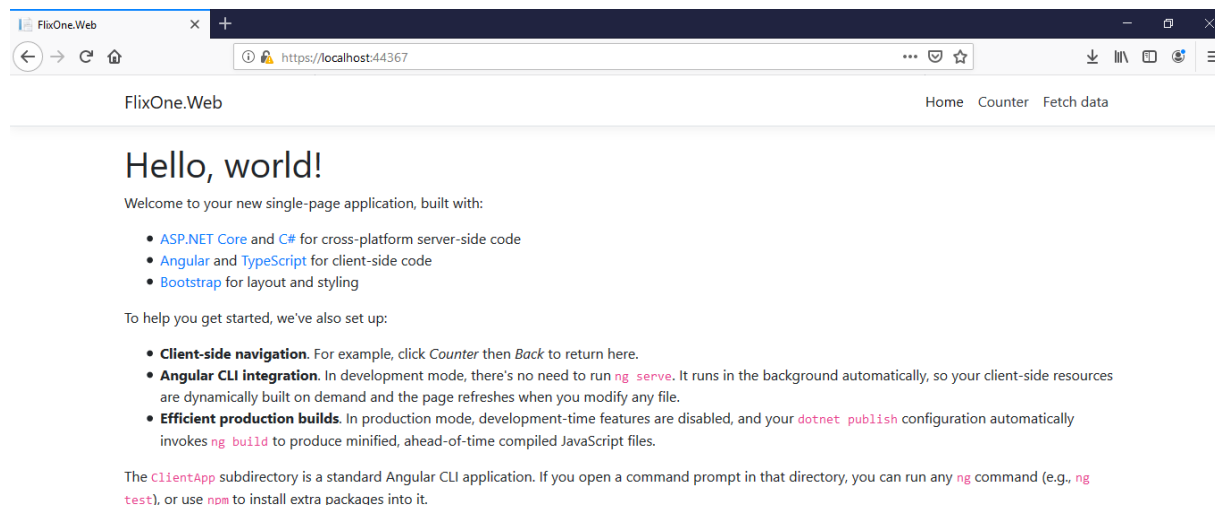 FlixOne.Web
https://localhost:44367
FlixOne.Web Home Counter Fetch data
Hello, world!
Welcome to your new single-page application, built with:
• ASP.NET Core and C# for cross-platform server-side code
• Angular and TypeScript for client-side code
• Bootstrap for layout and styling
To help you get started, we've also set up:
• Client-side navigation. For example, click Counter then Back to return here.
• Angular CLI integration. In development mode, there's no need to run ng serve. It runs in the background automatically, so your client-side resources
are dynamically built on demand and the page refreshes when you modify any file.
• Efficient production builds. In production mode, development-time features are disabled, and your dotnet publish configuration automatically
invokes ng build to produce minified, ahead-of-time compiled JavaScript files.
The ClientApp subdirectory is a standard Angular CLI application. If you open a command prompt in that directory, you can run any ng command (e.g., ng
test), or use npm to install extra packages into it.